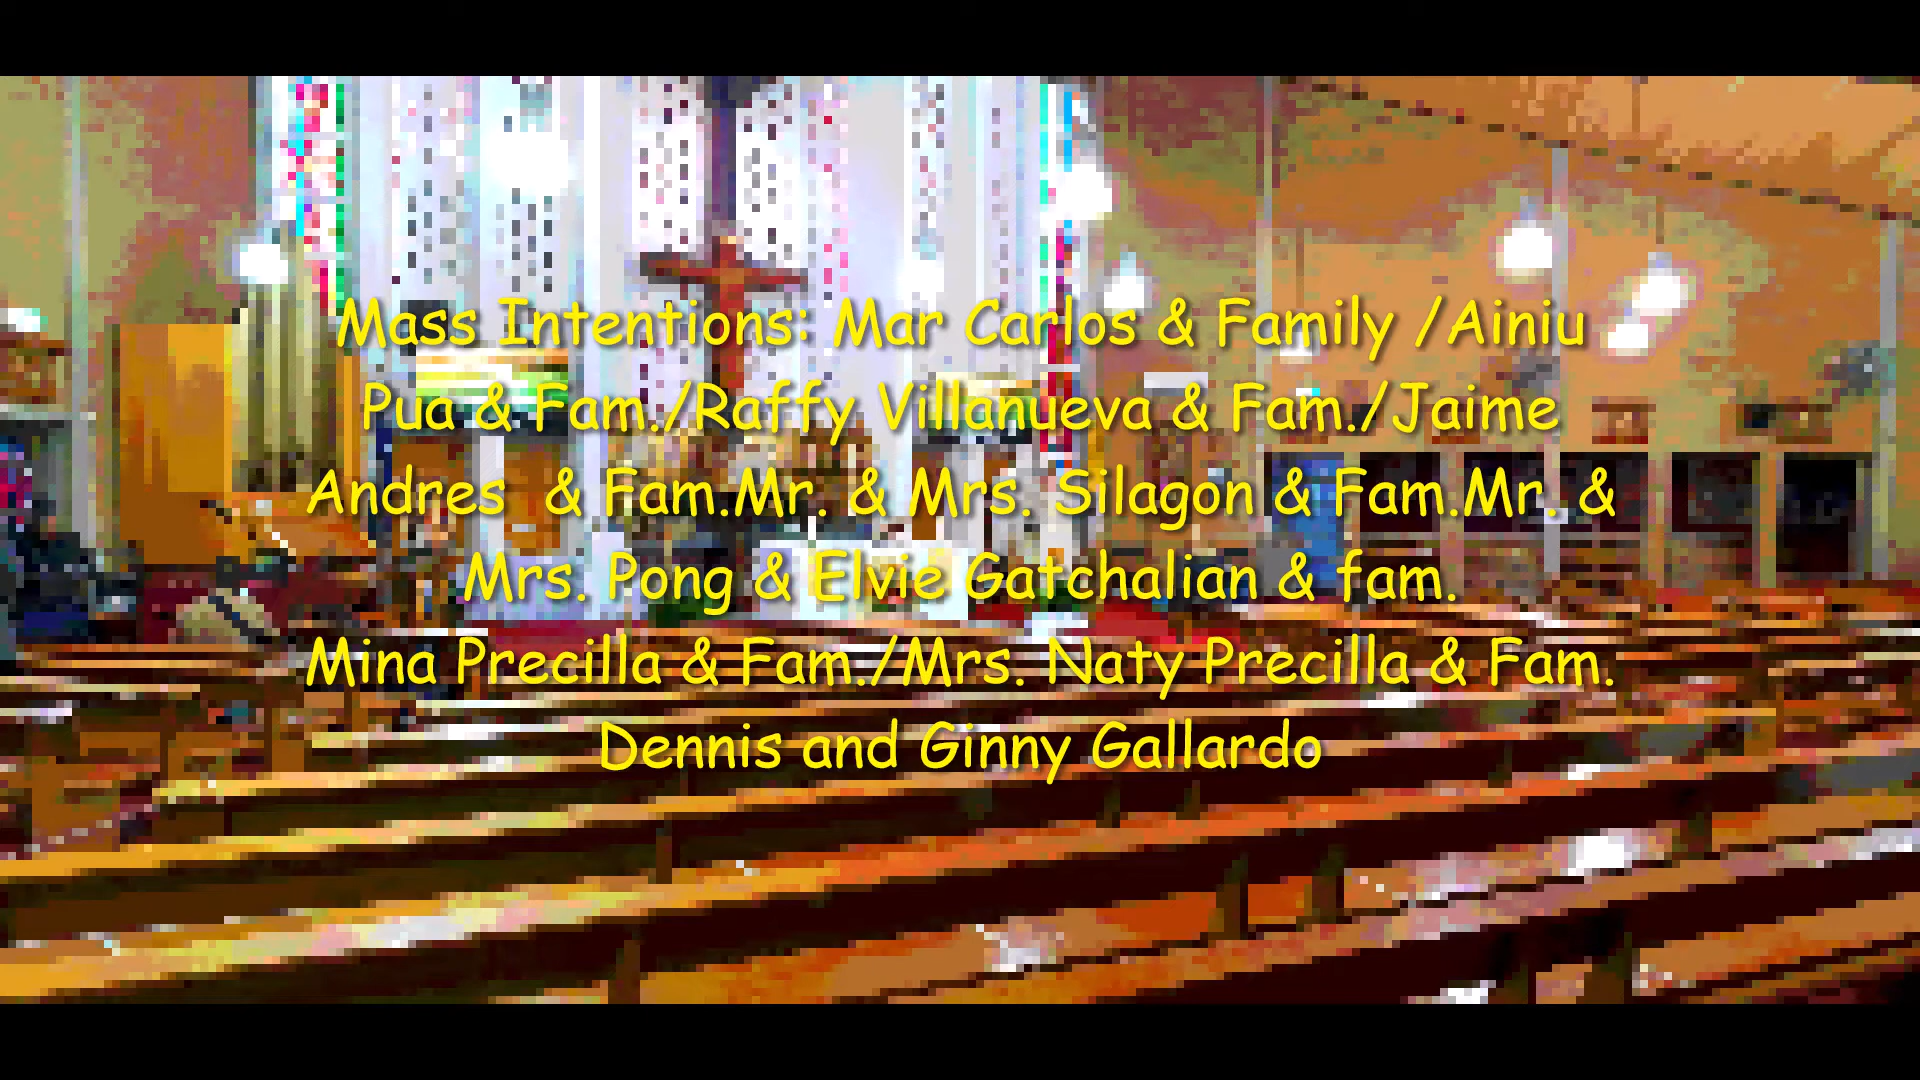 Mass Intentions: Mar Carlos & Family /Ainiu
Pua & Fam./Raffy Villanueva & Fam./Jaime
Andres  & Fam.Mr. & Mrs. Silagon & Fam.Mr. &
Mrs. Pong & Elvie Gatchalian & fam.
Mina Precilla & Fam./Mrs. Naty Precilla & Fam.
Dennis and Ginny Gallardo